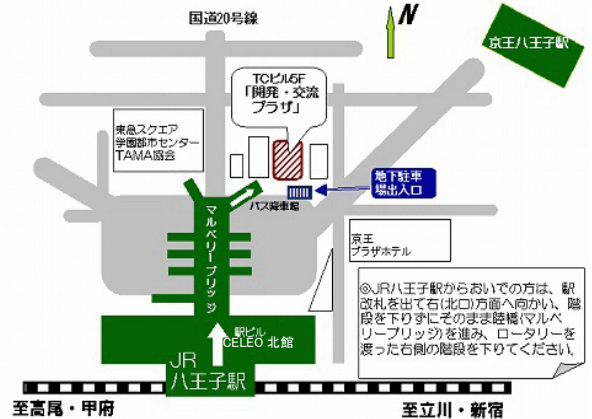 国道20号線
N
京王八王子駅
TCビル5F
「開発・交流
プラザ」
東急スクエア
学園都市センター
TAMA協会
地下駐車
場出入口
バス降車場
マルベリーブリッジ
京王
プラザホテル
◎JR八王子駅からおいでの方は、駅
改札を出て右(北口)方面へ向かい、階
段を下りずにそのまま陸橋(マルベ
リーブリッジ)を進み、ロータリーを
渡った右側の階段を下りてください。
駅ビル
CELEO 北館
JR
八王子駅
至高尾・甲府
至立川・新宿